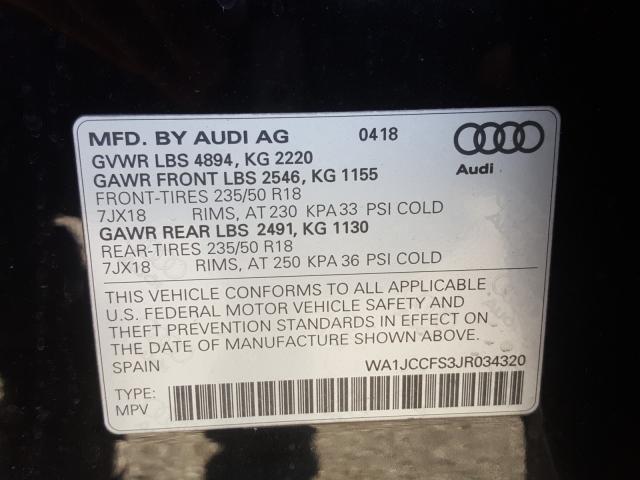 MFD. BY AUDI AG 0418
GVWR LBS 4894, KG 2220
Audi
GAWR FRONT LBS 2546, KG 1155
FRONT-TIRES 235/50 R18
7JX18 RIMS, AT 230 KPA 33 PSI COLD
GAWR REAR LBS 2491, KG 1130
REAR-TIRES 235/50 R18
7JX18 RIMS, AT 250 KPA 36 PSI COLD
THIS VEHICLE CONFORMS TO ALL APPLICABLE
U.S. FEDERAL MOTOR VEHICLE SAFETY AND
THEFT PREVENTION STANDARDS IN EFFECT ON
THE DATE OF MANUFACTURE SHOWN ABOVE.
SPAIN WA1JCCFS3JR034320
TYPE:
MPV